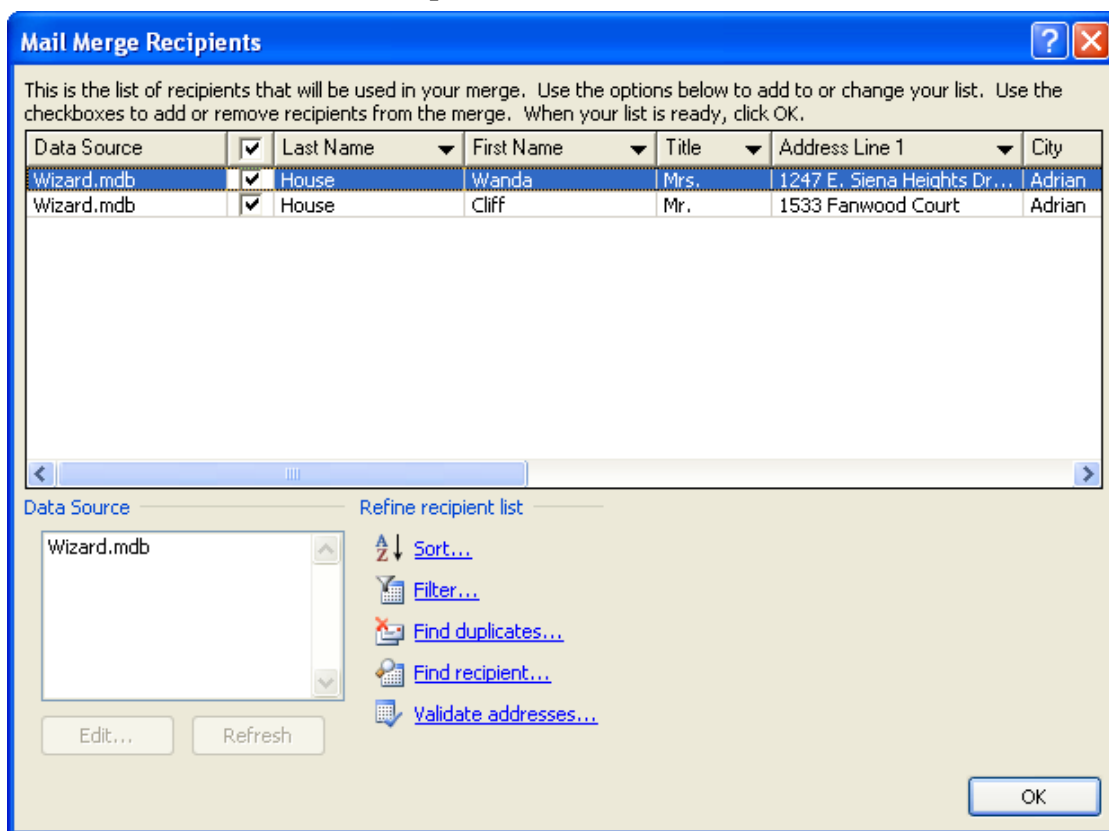 Mail Merge Recipients
This is the list of recipients that will be used in your merge. Use the options below to add to or change your list. Use the
checkboxes to add or remove recipients from the merge. When your list is ready, click OK.
Data Source Last Name First Name Title Address Line 1 City
Wizard.mdb House Wanda Mrs. 1247 E. Siena Heights Dr... Adrian
Wizard.mdb House Cliff Mr. 1533 Fanwood Court Adrian
Data Source Refine recipient list
Wizard.mdb Sort...
Filter...
Find duplicates...
Find recipient...
Validate addresses...
Edit... Refresh
OK